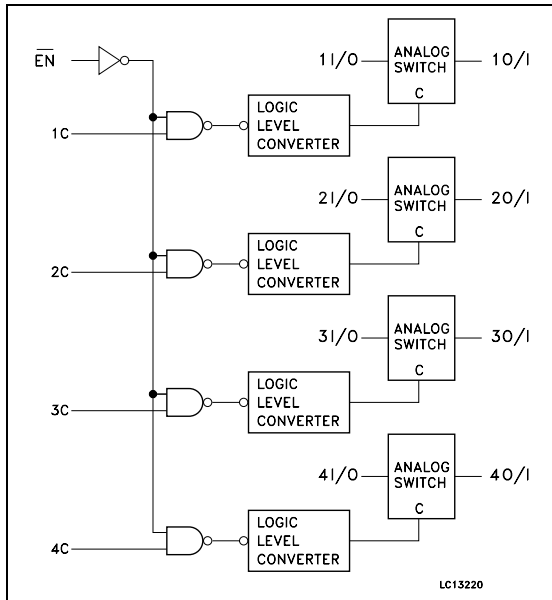 1I/O ANALOG SWITCH C 1O/I
EN
1C
LOGIC
LEVEL
CONVERTER
2I/O ANALOG SWITCH C 2O/I
2C
LOGIC
LEVEL
CONVERTER
3I/O ANALOG SWITCH C 3O/I
3C
LOGIC
LEVEL
CONVERTER
4I/O ANALOG SWITCH C 4O/I
4C
LOGIC
LEVEL
CONVERTER
LC13220